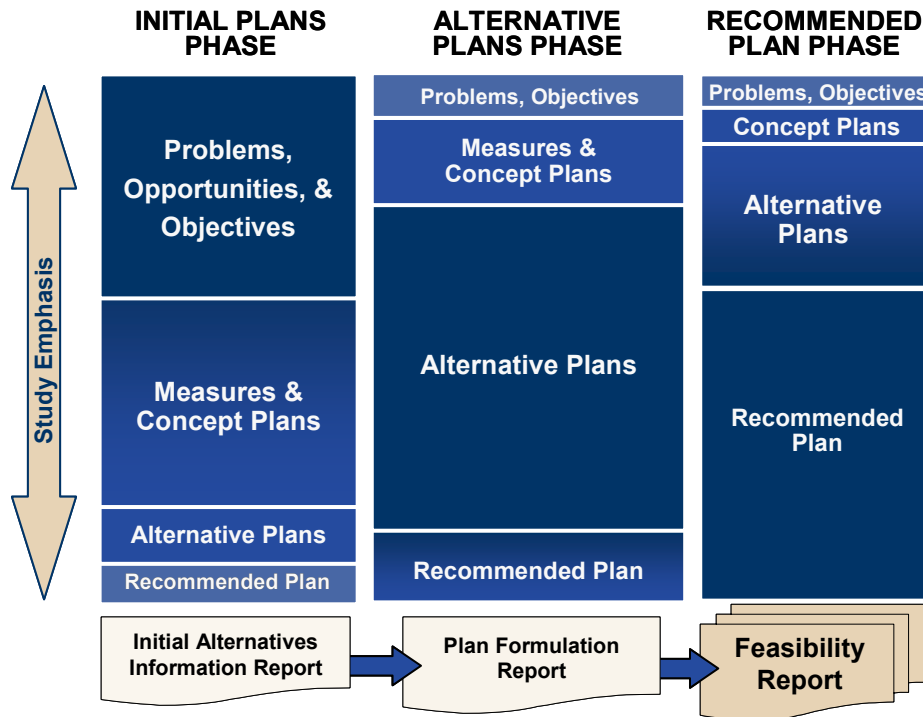 INITIAL PLANS
PHASE
ALTERNATIVE
PLANS PHASE
RECOMMENDED
PLAN PHASE
Study Emphasis
Problems,
Opportunities, &
Objectives
Measures &
Concept Plans
Alternative Plans
Recommended Plan
Problems, Objectives
Measures &
Concept Plans
Alternative Plans
Recommended Plan
Problems, Objectives
Concept Plans
Alternative
Plans
Recommended
Plan
Initial Alternatives
Information Report
Plan Formulation
Report
Feasibility
Report